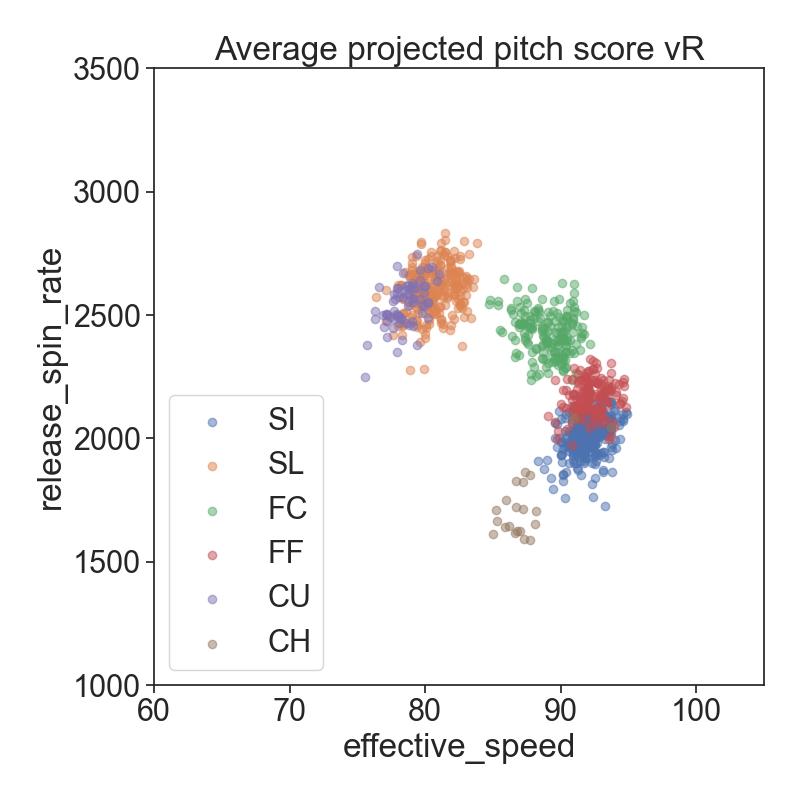 Average projected pitch score vR
3500
3000
2500
2000
1500
1000
release_spin_rate
SI
SL
FC
FF
CU
CH
60 70 80 90 100
effective_speed